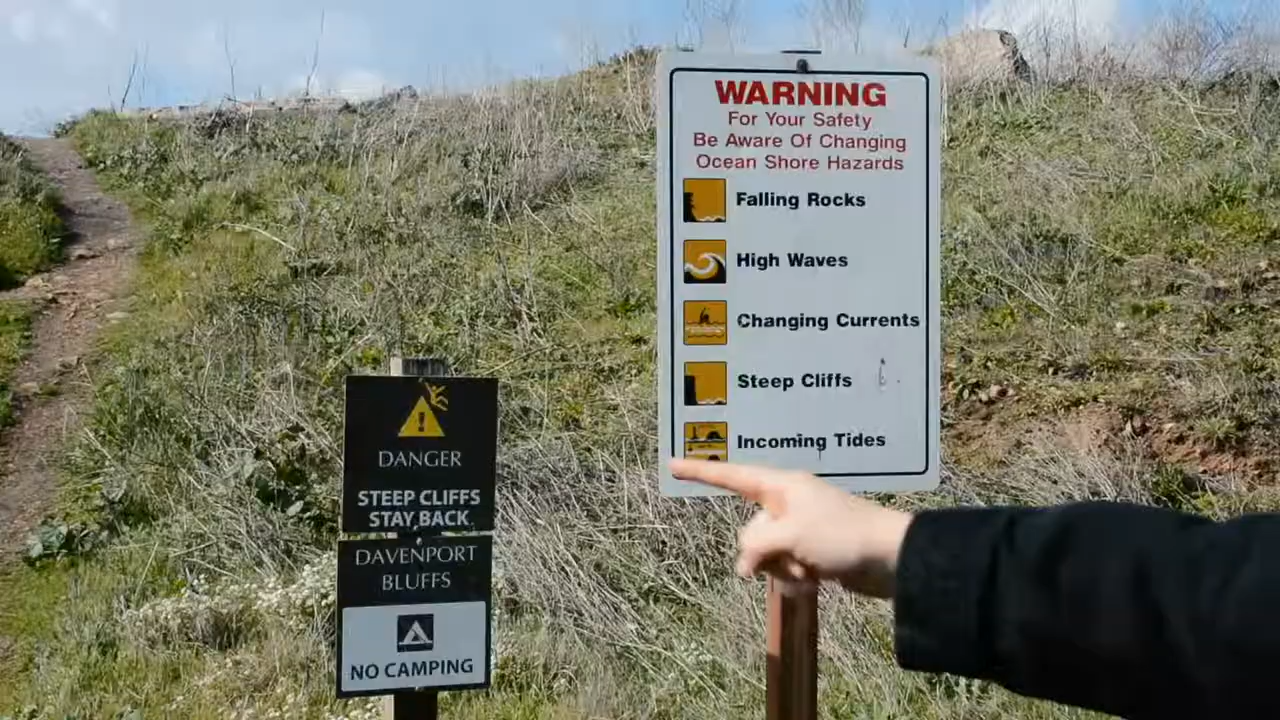 WARNING
For Your Safety
Be Aware Of Changing
Ocean Shore Hazards
Falling Rocks
High Waves
Changing Currents
Steep Cliffs
Incoming Tides
DANGER
STEEP CLIFFS
STAY BACK
DAVENPORT
BLUFFS
NO CAMPING